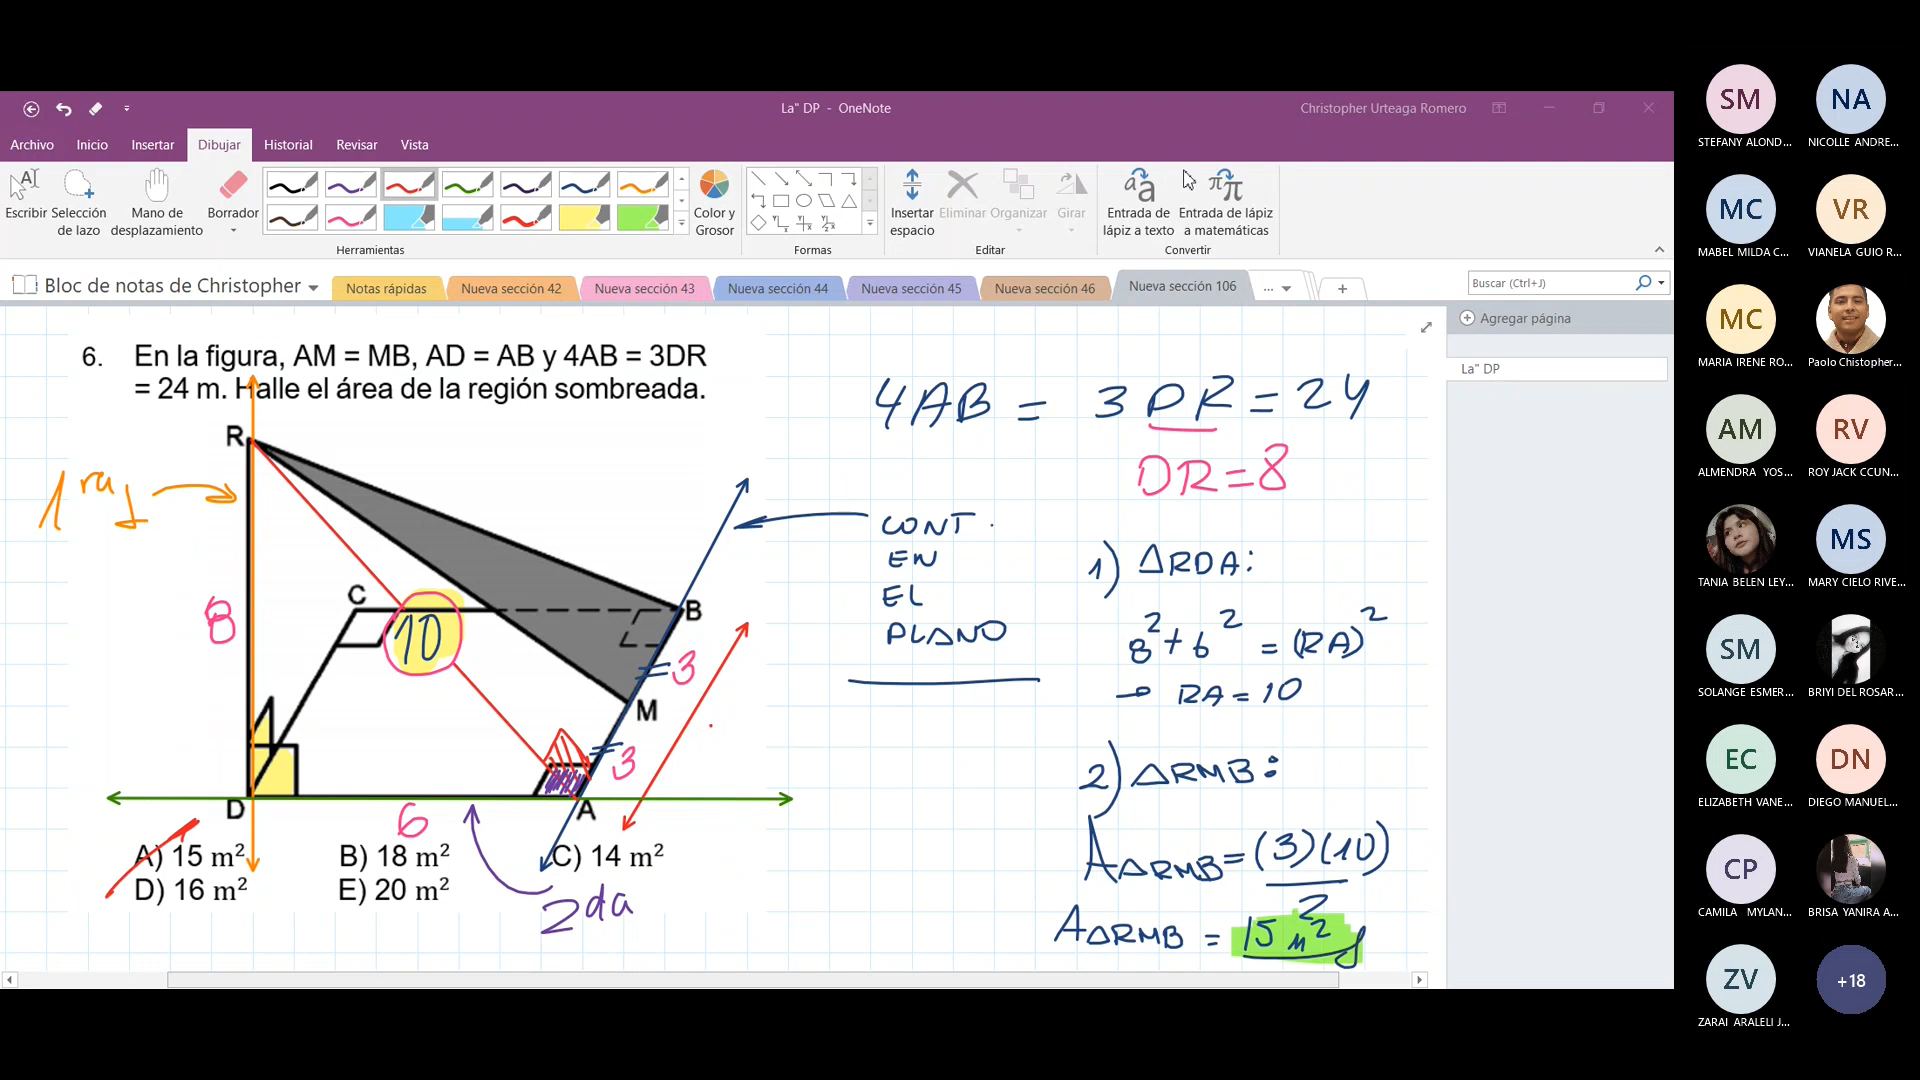 La" DP - OneNote
Christopher Urteaga Romero
Archivo Inicio Insertar Dibujar Historial Revisar Vista
Escribir
Selección de lazo
Mano de desplazamiento
Borrador
Color y Grosor
Insertar espacio
Eliminar
Organizar
Girar
Entrada de lápiz a texto
Entrada de lápiz a matemáticas
Herramientas
Formas
Editar
Convertir
Bloc de notas de Christopher
Notas rápidas
Nueva sección 42
Nueva sección 43
Nueva sección 44
Nueva sección 45
Nueva sección 46
Nueva sección 106
...
Buscar (Ctrl+J)
Agregar página
La" DP
6. En la figura, AM = MB, AD = AB y 4AB = 3DR
= 24 m. Halle el área de la región sombreada.
R
1ra
8
C
10
B
3
M
3
D
6
A
A) 15 m² B) 18 m² C) 14 m²
D) 16 m² E) 20 m²
2da
4AB = 3DR = 24
DR = 8
CONT.
EN
EL
PLANO
1) △RDA:
8² + 6² = (RA)²
→ RA = 10
2) △RMB:
A△RMB = (3)(10)
2
A△RMB = 15 m²
SM
STEFANY ALOND...
NA
NICOLLE ANDRE...
MC
MABEL MILDA C...
VR
VIANELA GUIO R...
MC
MARIA IRENE RO...
Paolo Chistopher...
AM
ALMENDRA YOS...
RV
ROY JACK CCUN...
TANIA BELEN LEY...
MS
MARY CIELO RIVE...
SM
SOLANGE ESMER...
BRIYI DEL ROSAR...
EC
ELIZABETH VANE...
DN
DIEGO MANUEL...
CP
CAMILA MYLAN...
BRISA YANIRA A...
ZV
ZARAI ARALELI J...
+18